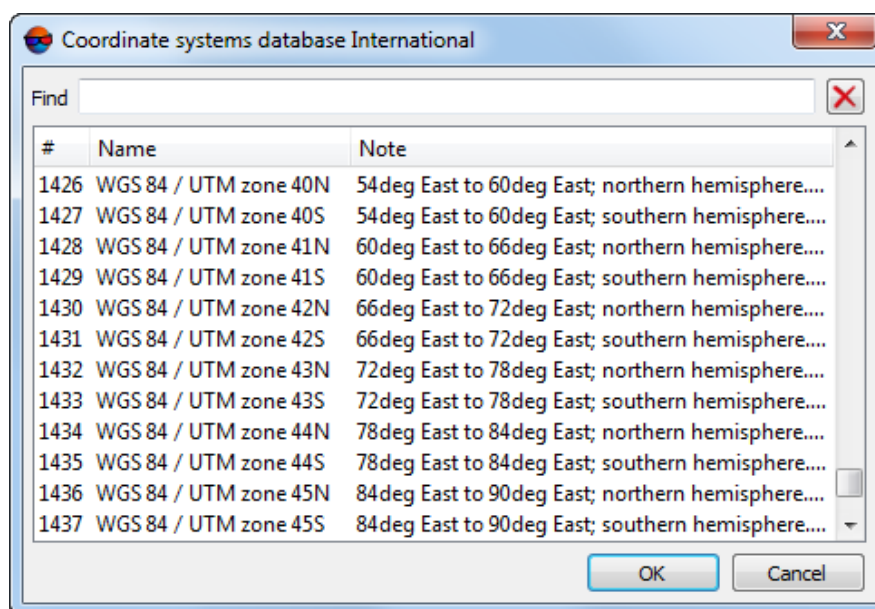 Coordinate systems database International
Find
# Name Note
1426 WGS 84 / UTM zone 40N 54deg East to 60deg East; northern hemisphere....
1427 WGS 84 / UTM zone 40S 54deg East to 60deg East; southern hemisphere....
1428 WGS 84 / UTM zone 41N 60deg East to 66deg East; northern hemisphere....
1429 WGS 84 / UTM zone 41S 60deg East to 66deg East; southern hemisphere....
1430 WGS 84 / UTM zone 42N 66deg East to 72deg East; northern hemisphere....
1431 WGS 84 / UTM zone 42S 66deg East to 72deg East; southern hemisphere....
1432 WGS 84 / UTM zone 43N 72deg East to 78deg East; northern hemisphere....
1433 WGS 84 / UTM zone 43S 72deg East to 78deg East; southern hemisphere....
1434 WGS 84 / UTM zone 44N 78deg East to 84deg East; northern hemisphere....
1435 WGS 84 / UTM zone 44S 78deg East to 84deg East; southern hemisphere....
1436 WGS 84 / UTM zone 45N 84deg East to 90deg East; northern hemisphere....
1437 WGS 84 / UTM zone 45S 84deg East to 90deg East; southern hemisphere....
OK Cancel